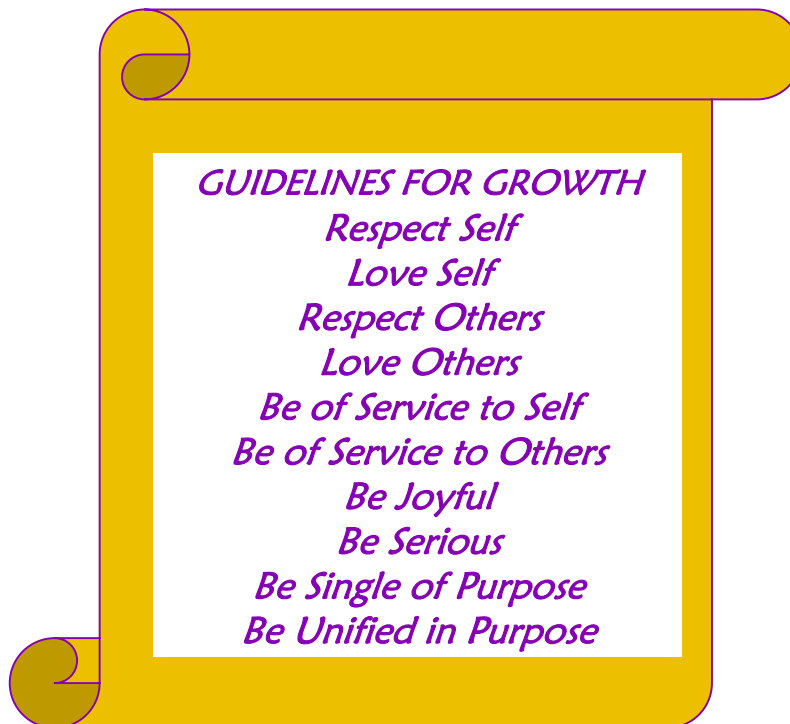 GUIDELINES FOR GROWTH
Respect Self
Love Self
Respect Others
Love Others
Be of Service to Self
Be of Service to Others
Be Joyful
Be Serious
Be Single of Purpose
Be Unified in Purpose